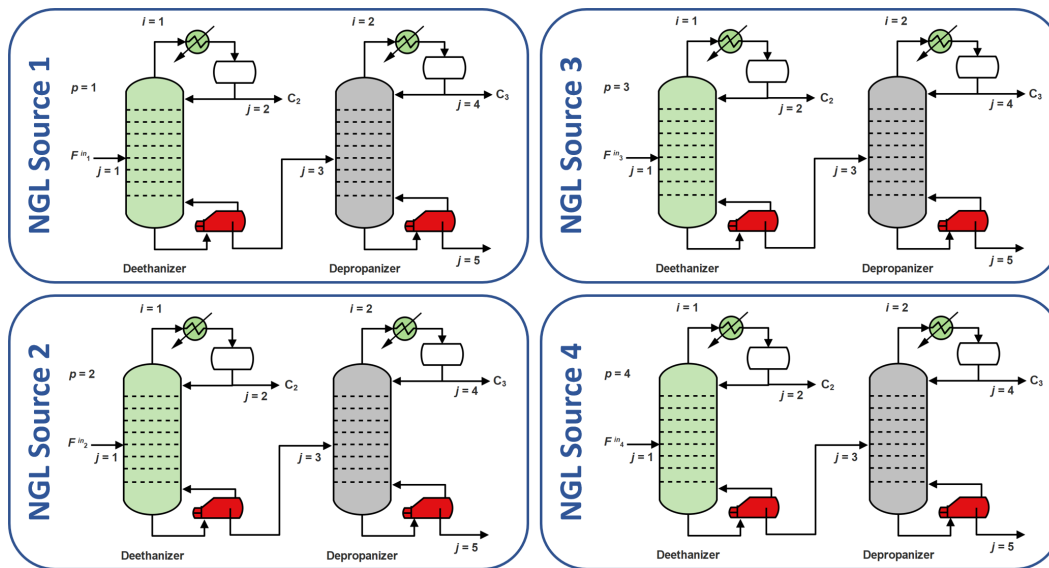 NGL Source 1
i = 1
i = 2
p = 1
C₂
j = 2
C₃
j = 4
F^in₁
j = 1
j = 3
j = 5
Deethanizer
Depropanizer
NGL Source 3
i = 1
i = 2
p = 3
C₂
j = 2
C₃
j = 4
F^in₃
j = 1
j = 3
j = 5
Deethanizer
Depropanizer
NGL Source 2
i = 1
i = 2
p = 2
C₂
j = 2
C₃
j = 4
F^in₂
j = 1
j = 3
j = 5
Deethanizer
Depropanizer
NGL Source 4
i = 1
i = 2
p = 4
C₂
j = 2
C₃
j = 4
F^in₄
j = 1
j = 3
j = 5
Deethanizer
Depropanizer